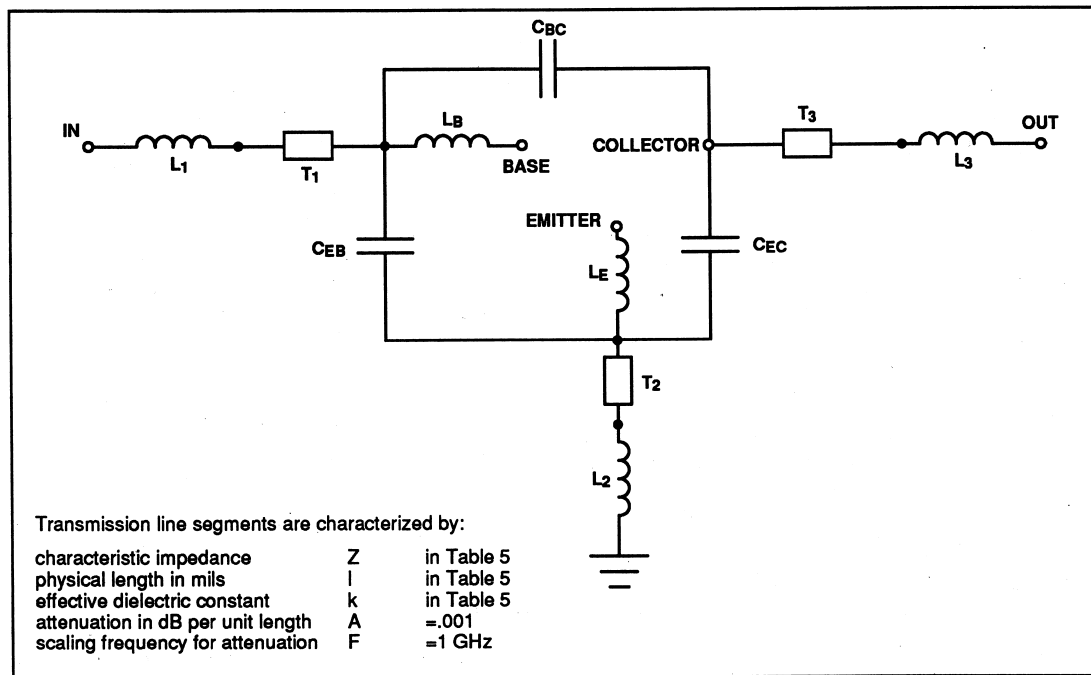 CBC
IN
L1
T1
LB
BASE
COLLECTOR
T3
L3
OUT
EMITTER
CEB
LE
CEC
T2
L2
Transmission line segments are characterized by:
characteristic impedance Z in Table 5
physical length in mils l in Table 5
effective dielectric constant k in Table 5
attenuation in dB per unit length A =.001
scaling frequency for attenuation F =1 GHz